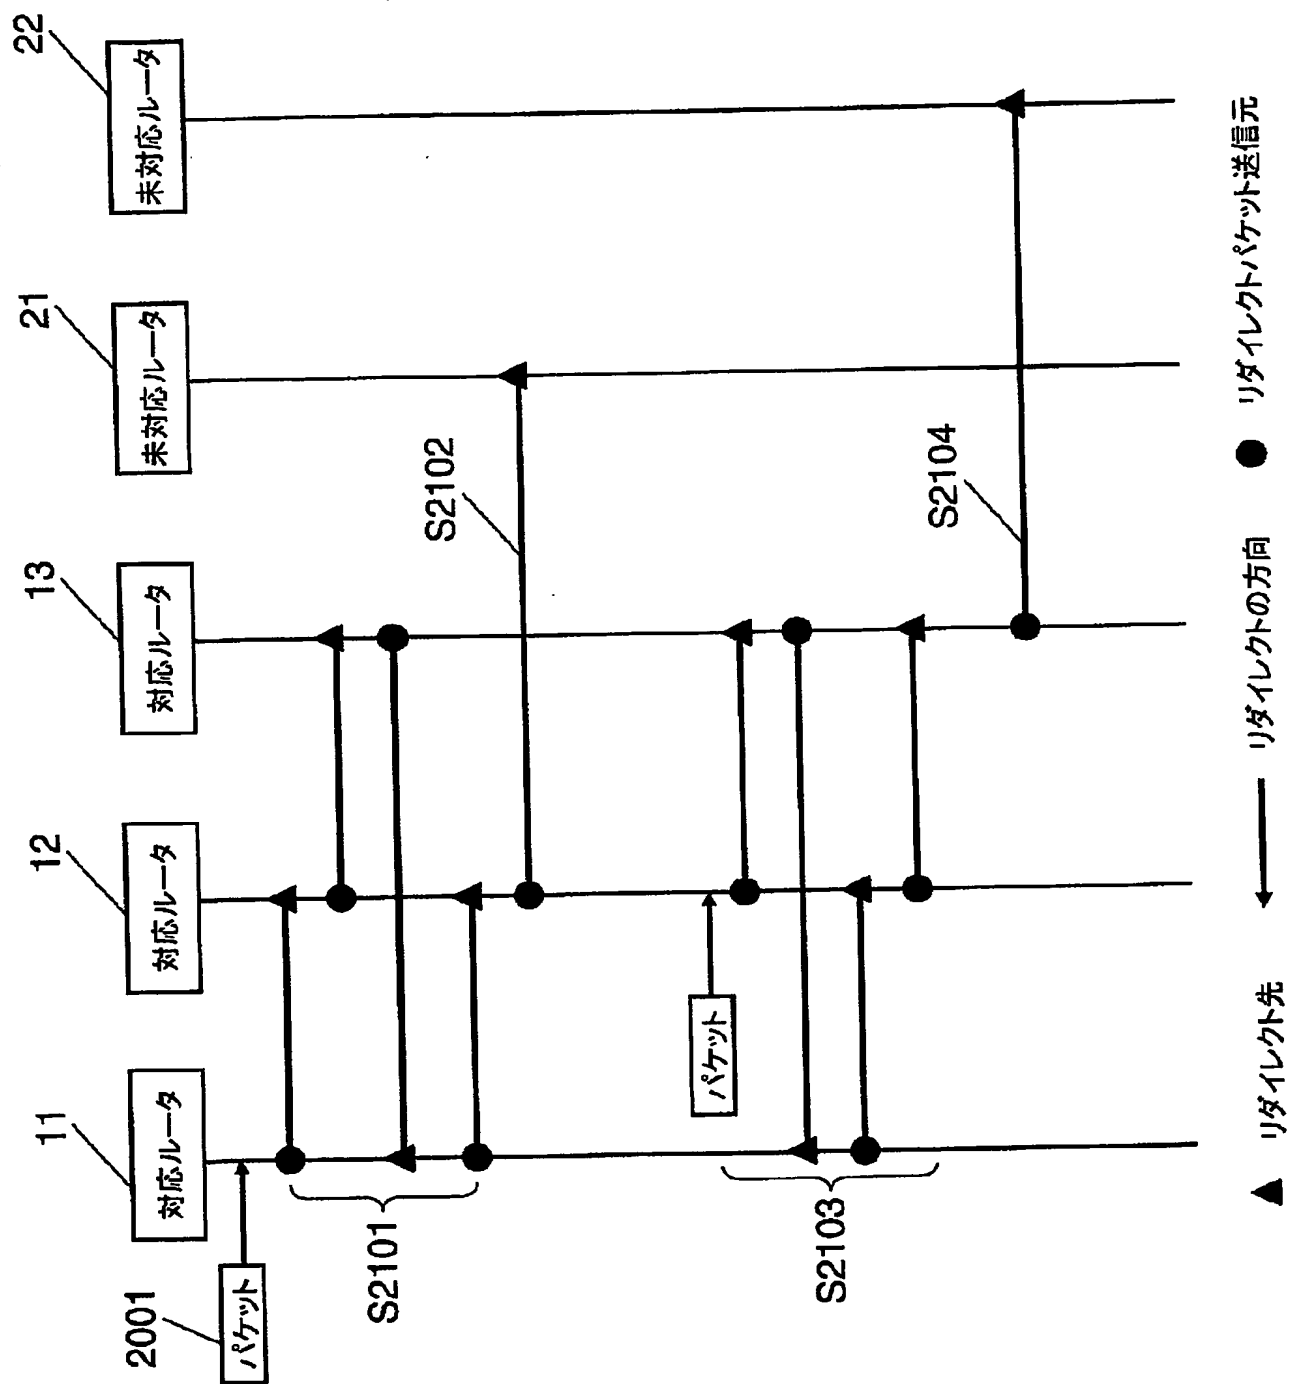 11
12
13
21
22
対応ルータ
対応ルータ
対応ルータ
未対応ルータ
未対応ルータ
2001
パケット
S2101
S2102
パケット
S2103
S2104
リダイレクト先
リダイレクトの方向
リダイレクトパケット送信元